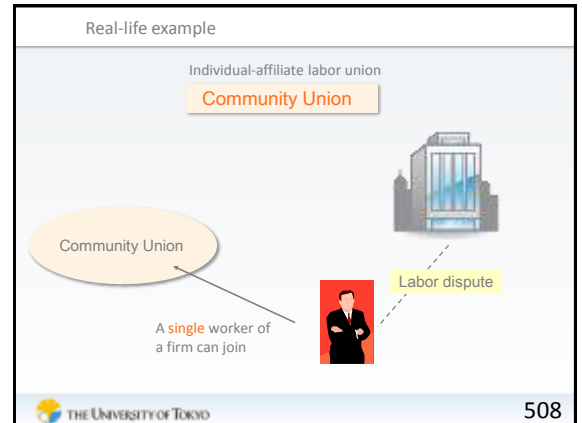 Real-life example
Individual-affiliate labor union
Community Union
Community Union
Labor dispute
A single worker of
a firm can join
THE UNIVERSITY OF TOKYO
508